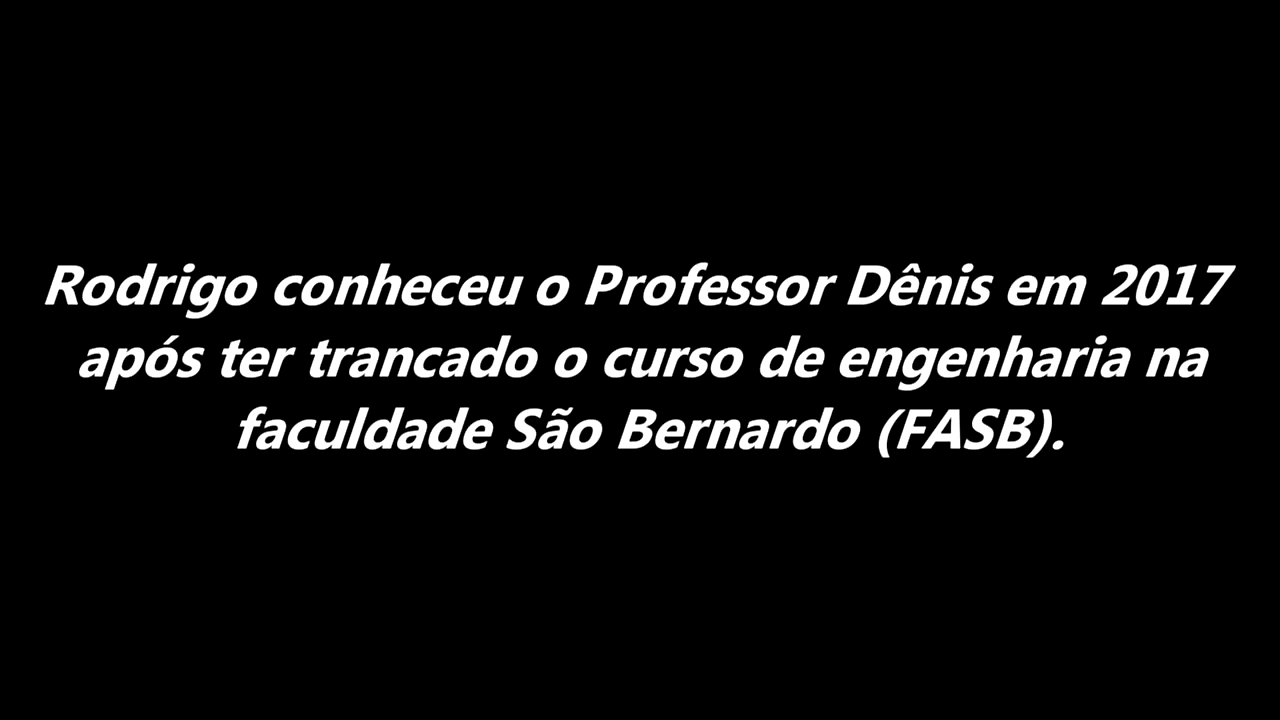 Rodrigo conheceu o Professor Dênis em 2017
após ter trancado o curso de engenharia na
faculdade São Bernardo (FASB).